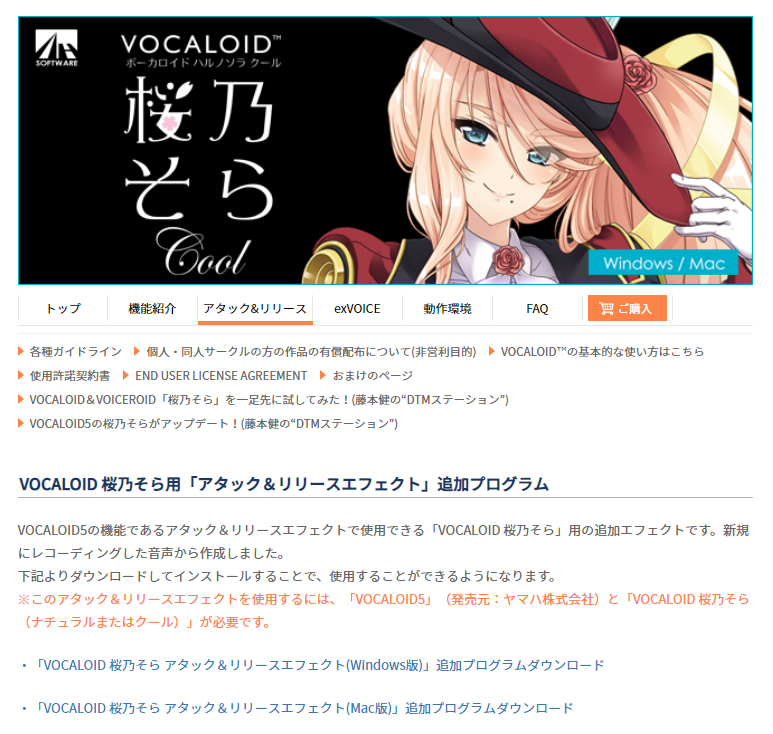 AH
SOFTWARE
VOCALOID™
ボーカロイド ハルノソラ クール
桜乃
そら
Cool
Windows / Mac
トップ
機能紹介
アタック&リリース
exVOICE
動作環境
FAQ
ご購入
各種ガイドライン
個人・同人サークルの方の作品の有償配布について(非営利目的)
VOCALOID™の基本的な使い方はこちら
使用許諾契約書
END USER LICENSE AGREEMENT
おまけのページ
VOCALOID＆VOICEROID「桜乃そら」を一足先に試してみた！(藤本健の“DTMステーション”)
VOCALOID5の桜乃そらがアップデート！(藤本健の“DTMステーション”)
VOCALOID 桜乃そら用「アタック＆リリースエフェクト」追加プログラム
VOCALOID5の機能であるアタック＆リリースエフェクトで使用できる「VOCALOID 桜乃そら」用の追加エフェクトです。新規
にレコーディングした音声から作成しました。
下記よりダウンロードしてインストールすることで、使用することができるようになります。
※このアタック＆リリースエフェクトを使用するには、「VOCALOID5」（発売元：ヤマハ株式会社）と「VOCALOID 桜乃そら
（ナチュラルまたはクール）」が必要です。
・「VOCALOID 桜乃そら アタック＆リリースエフェクト(Windows版)」追加プログラムダウンロード
・「VOCALOID 桜乃そら アタック＆リリースエフェクト(Mac版)」追加プログラムダウンロード